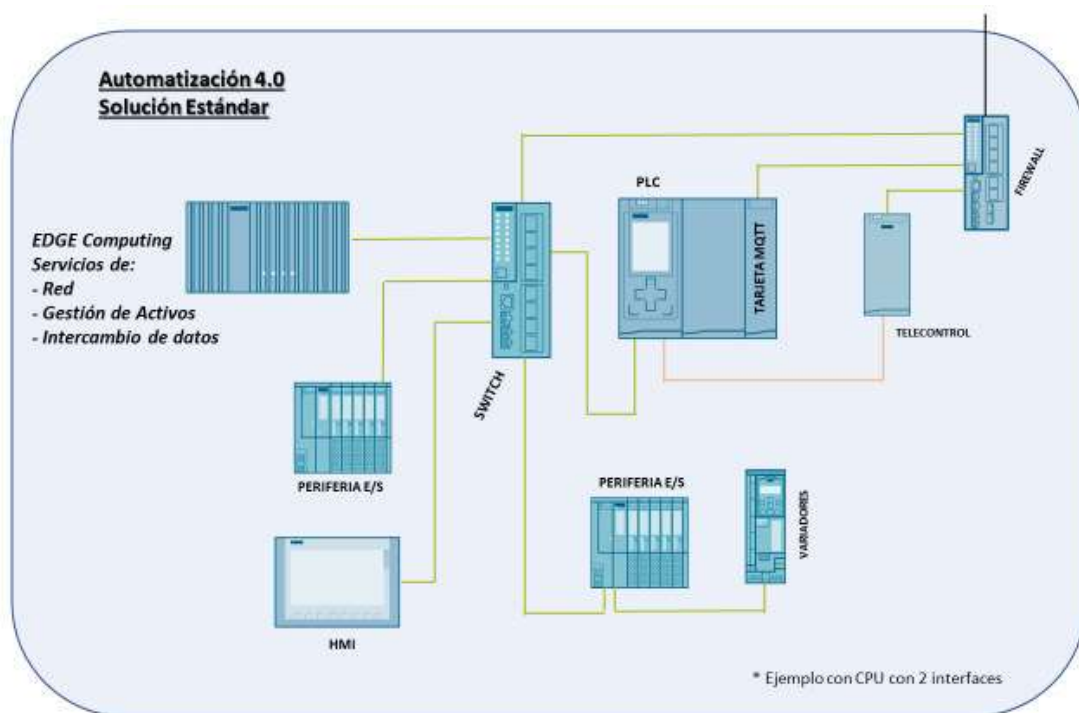 Automatización 4.0
Solución Estándar
PLC
FIREWALL
EDGE Computing
Servicios de:
- Red
- Gestión de Activos
- Intercambio de datos
TARJETA MQTT
TELECONTROL
SWITCH
PERIFERIA E/S
PERIFERIA E/S
VARIADORES
HMI
* Ejemplo con CPU con 2 interfaces